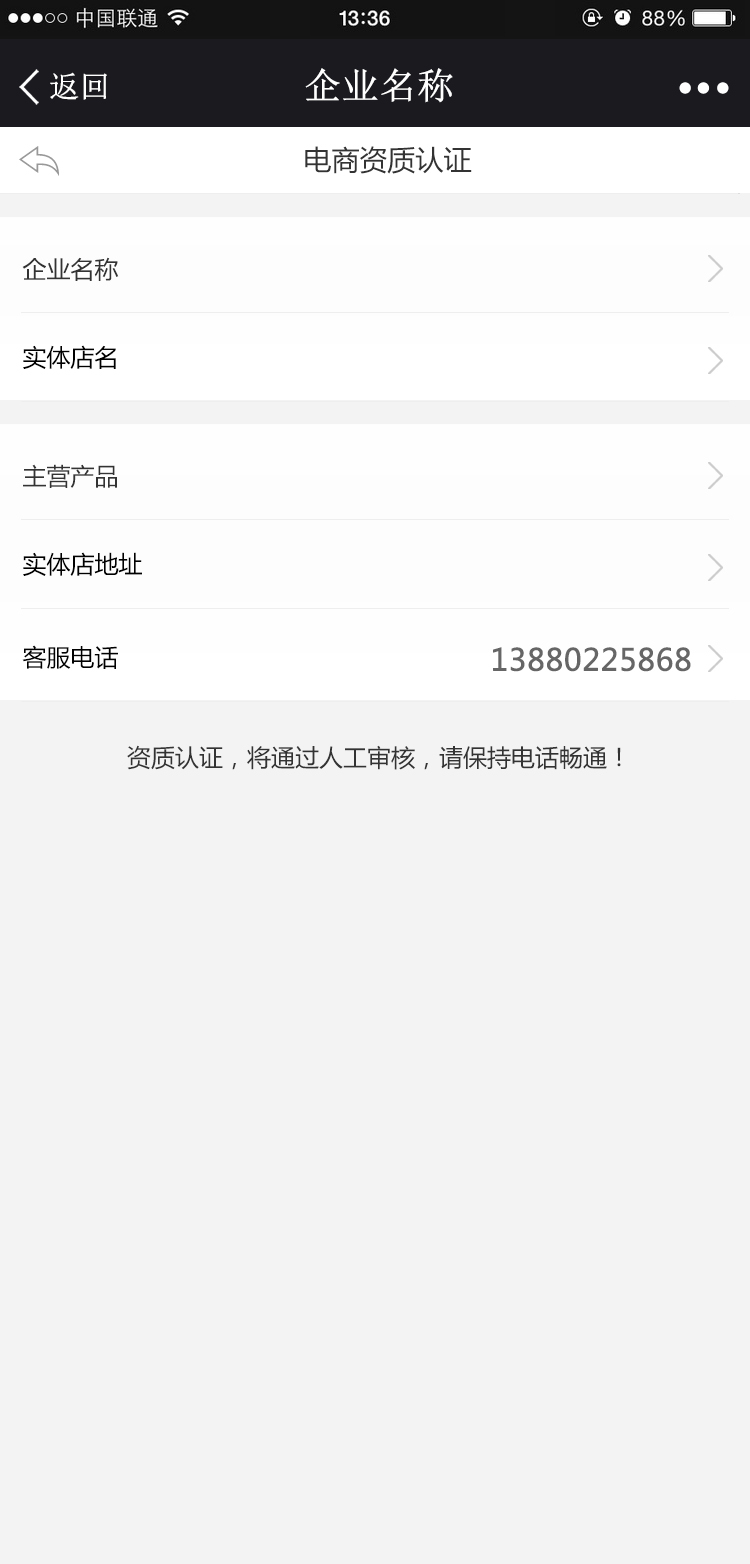 中国联通 13:36 88%
返回 企业名称
电商资质认证
企业名称
实体店名
主营产品
实体店地址
客服电话 13880225868
资质认证，将通过人工审核，请保持电话畅通！